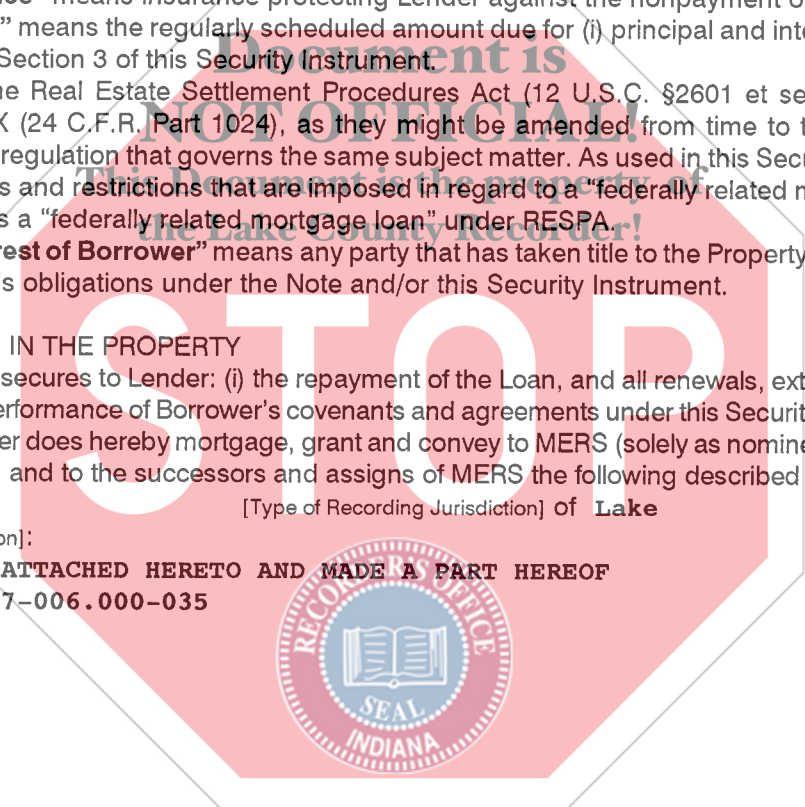 " means insurance protecting Lender against the nonpayment o
" means the regularly scheduled amount due for (i) principal and inte
Section 3 of this Security Instrument.
Document is
e Real Estate Settlement Procedures Act (12 U.S.C. §2601 et se
NOT OFFICIAL!
X (24 C.F.R. Part 1024), as they might be amended from time to t
regulation that governs the same subject matter. As used in this Secu
This Document is the property of
s and restrictions that are imposed in regard to a “federally related m
s a “federally related mortgage loan” under RESPA.
the Lake County Recorder!
rest of Borrower” means any party that has taken title to the Property
’s obligations under the Note and/or this Security Instrument.
IN THE PROPERTY
secures to Lender: (i) the repayment of the Loan, and all renewals, ext
erformance of Borrower’s covenants and agreements under this Securit
er does hereby mortgage, grant and convey to MERS (solely as nomine
and to the successors and assigns of MERS the following described
STOP
[Type of Recording Jurisdiction] of Lake
on]:
ATTACHED HERETO AND MADE A PART HEREOF
7-006.000-035
RECORDER'S OFFICE
SEAL
INDIANA